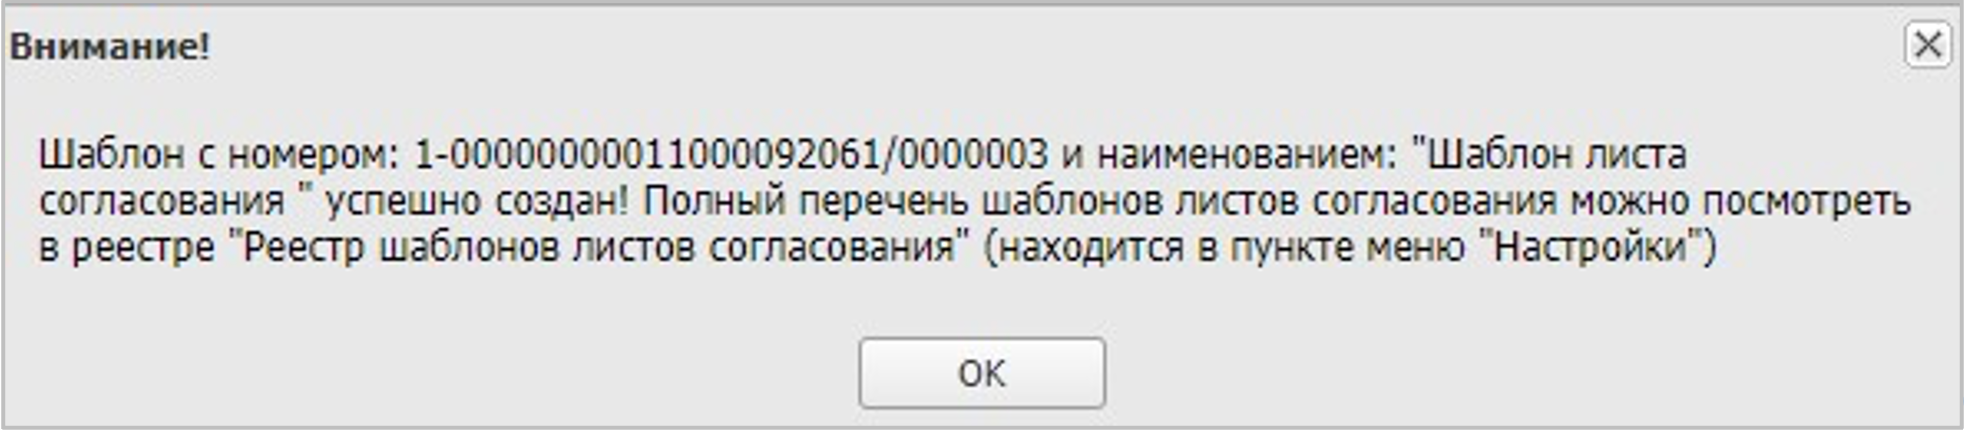 Внимание!
Шаблон с номером: 1-00000000011000092061/0000003 и наименованием: "Шаблон листа
согласования " успешно создан! Полный перечень шаблонов листов согласования можно посмотреть
в реестре "Реестр шаблонов листов согласования" (находится в пункте меню "Настройки")
ОК